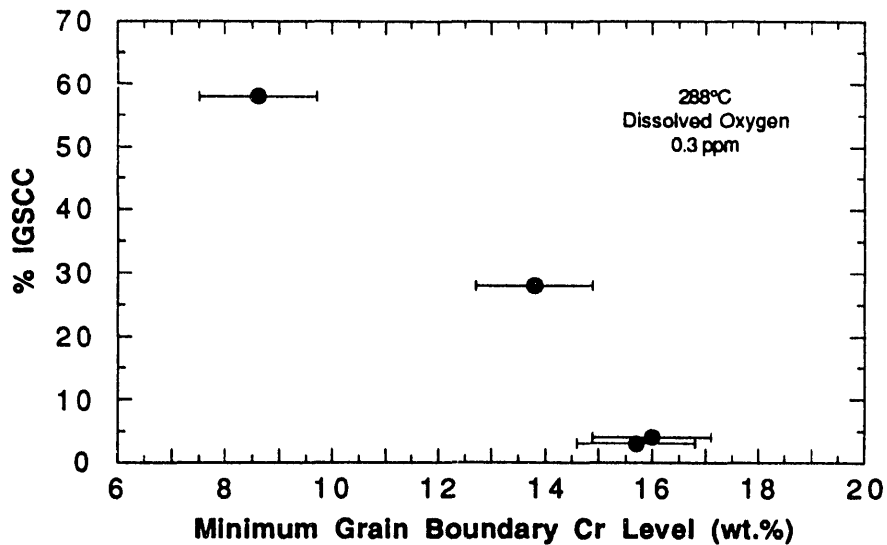 70
60
50
40
30
20
10
0
% IGSCC
288°C
Dissolved Oxygen
0.3 ppm
6 8 10 12 14 16 18 20
Minimum Grain Boundary Cr Level (wt.%)